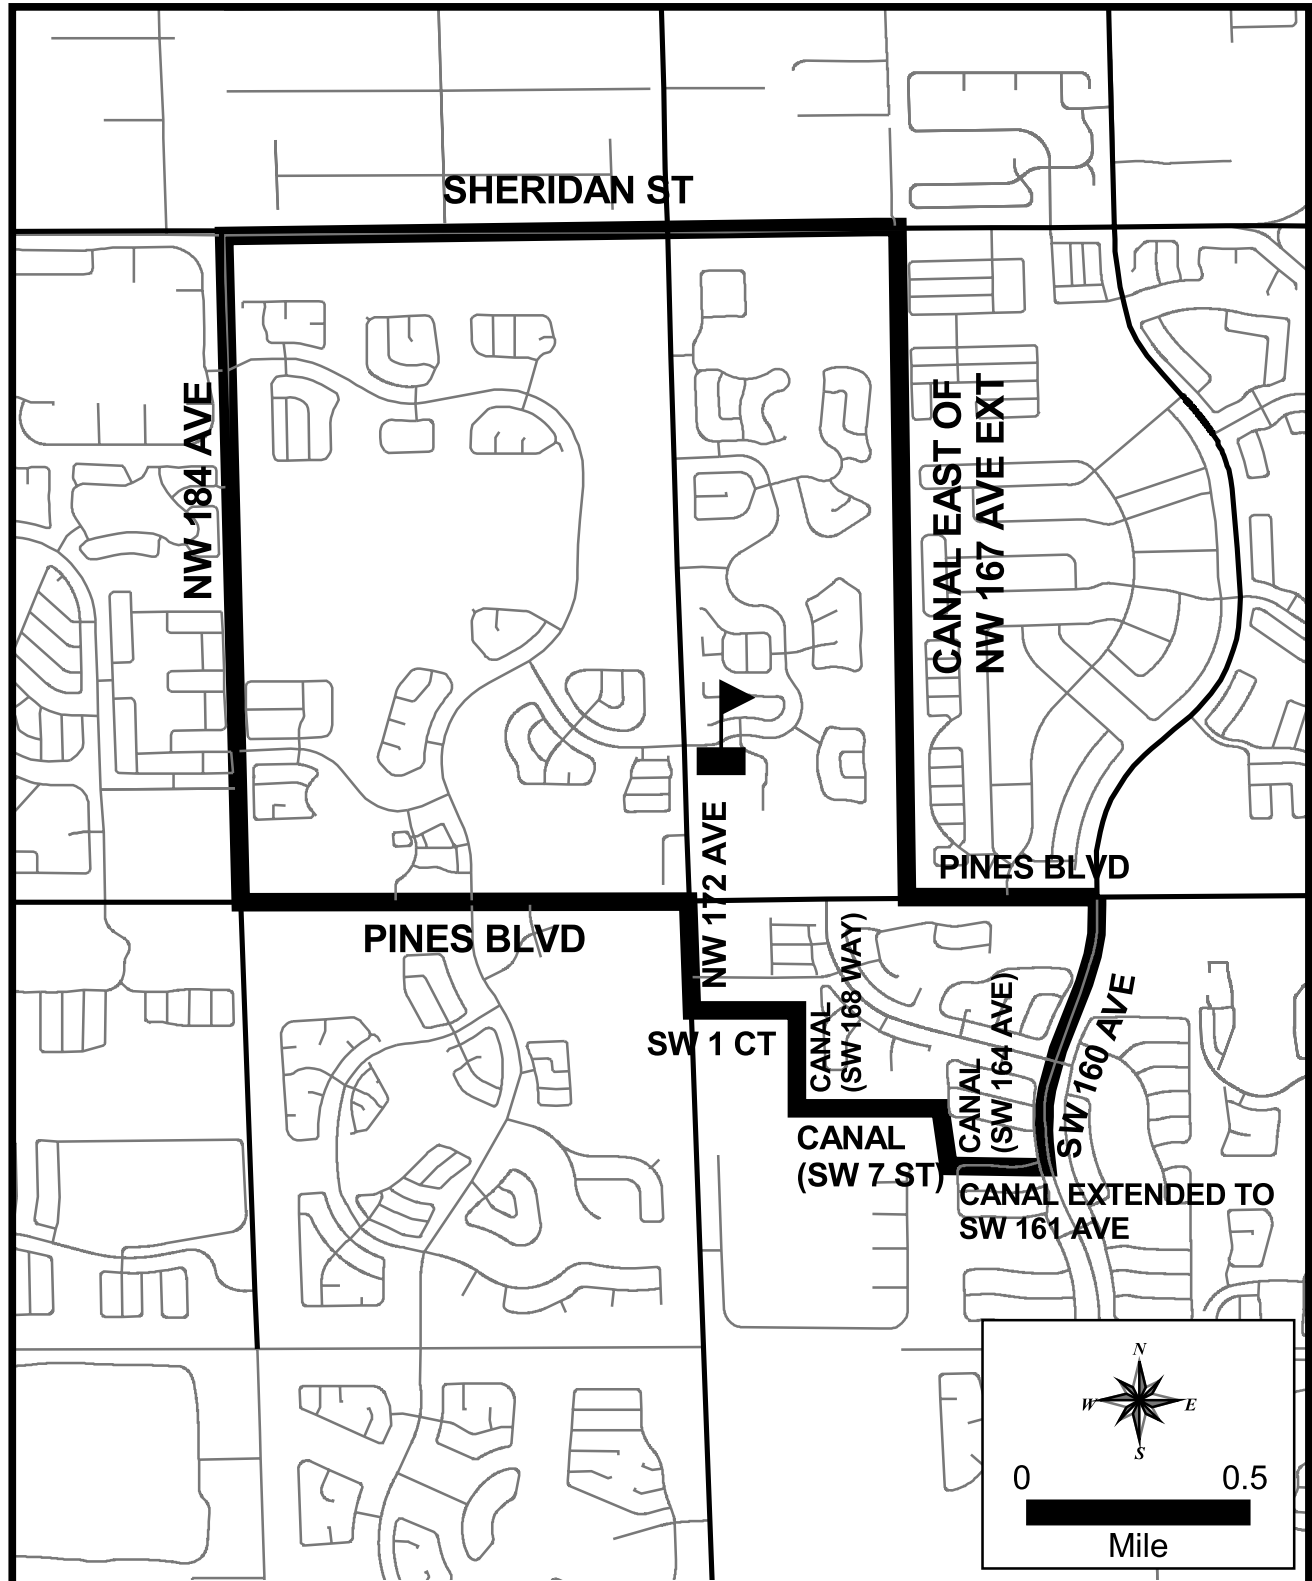 SHERIDAN ST
NW 184 AVE
CANAL EAST OF
NW 167 AVE EXT
PINES BLVD
NW 172 AVE
PINES BLVD
SW 1 CT
CANAL
(SW 168 WAY)
CANAL
(SW 164 AVE)
SW 160 AVE
CANAL
(SW 7 ST)
CANAL EXTENDED TO
SW 161 AVE
N
W E
S
0 0.5
Mile